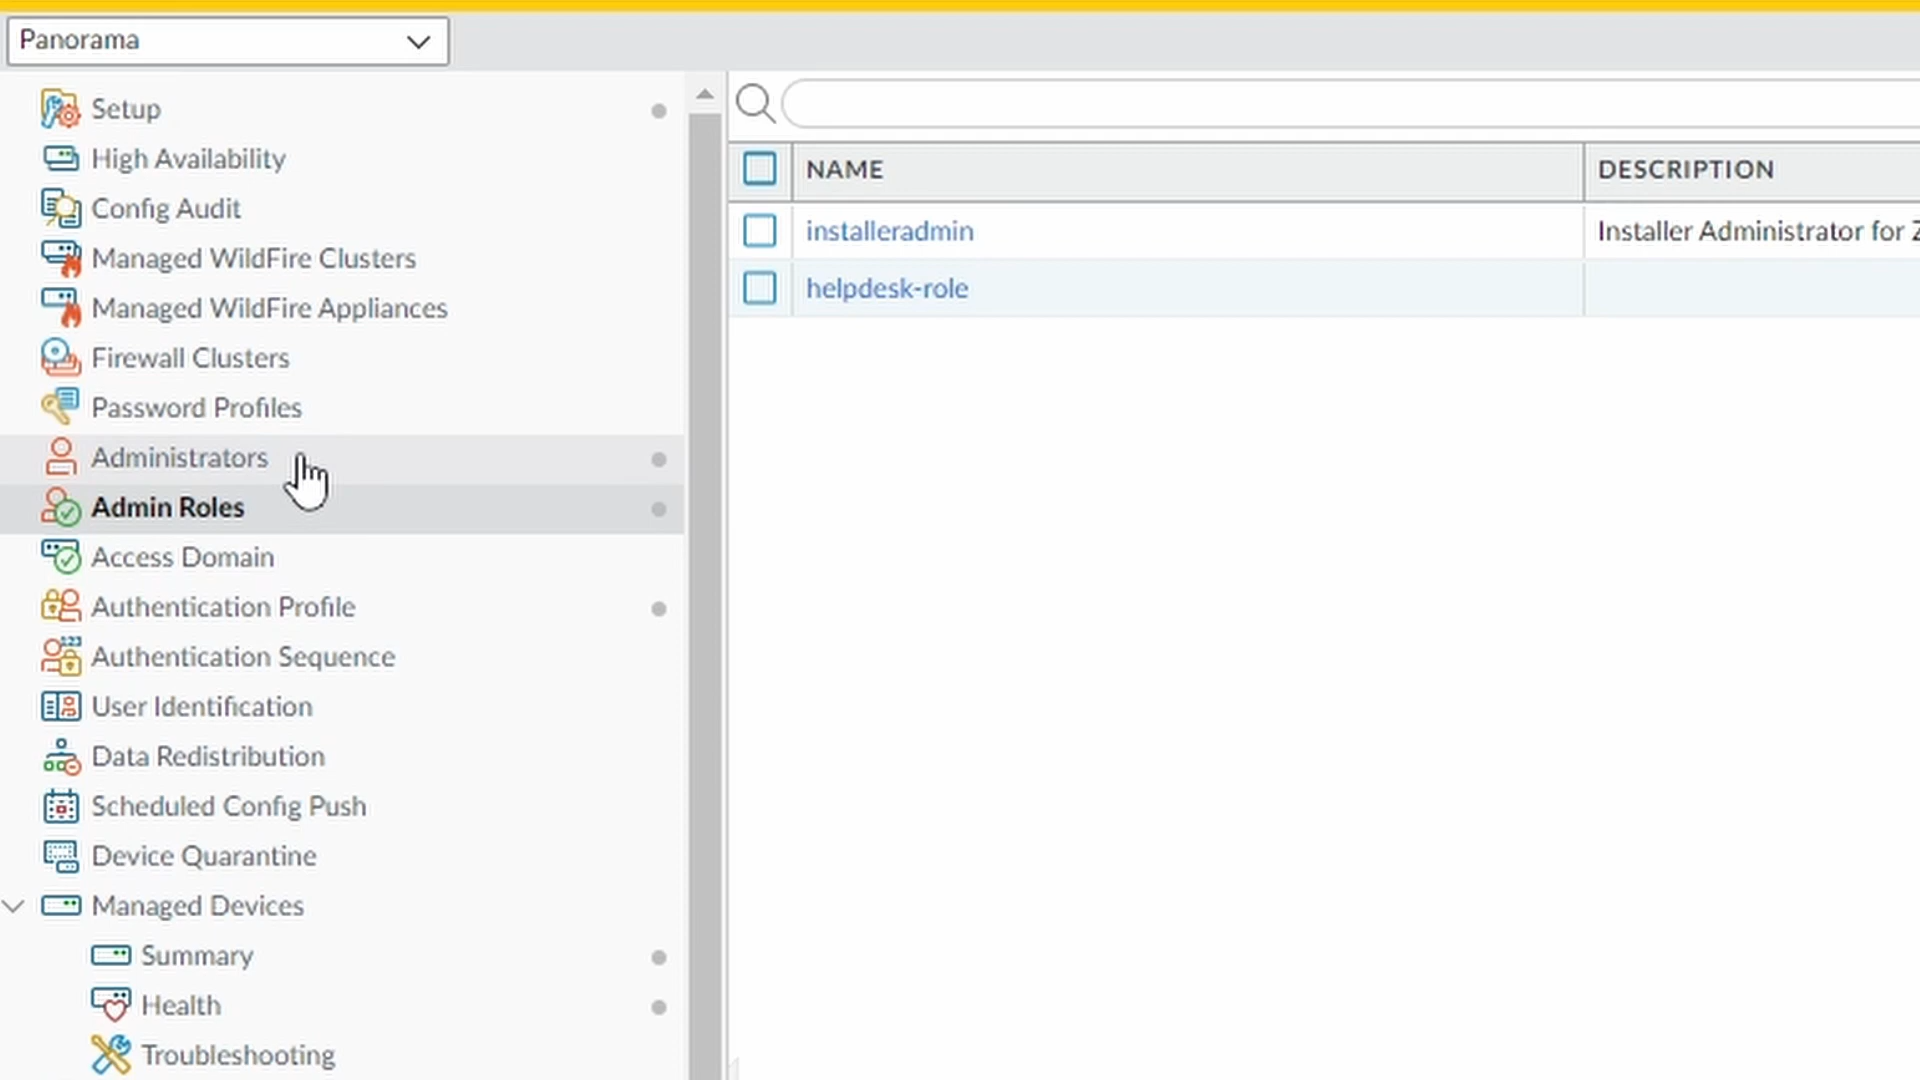 Panorama
Setup
High Availability
Config Audit
Managed WildFire Clusters
Managed WildFire Appliances
Firewall Clusters
Password Profiles
Administrators
Admin Roles
Access Domain
Authentication Profile
Authentication Sequence
User Identification
Data Redistribution
Scheduled Config Push
Device Quarantine
Managed Devices
Summary
Health
Troubleshooting
NAME DESCRIPTION
installeradmin Installer Administrator for
helpdesk-role